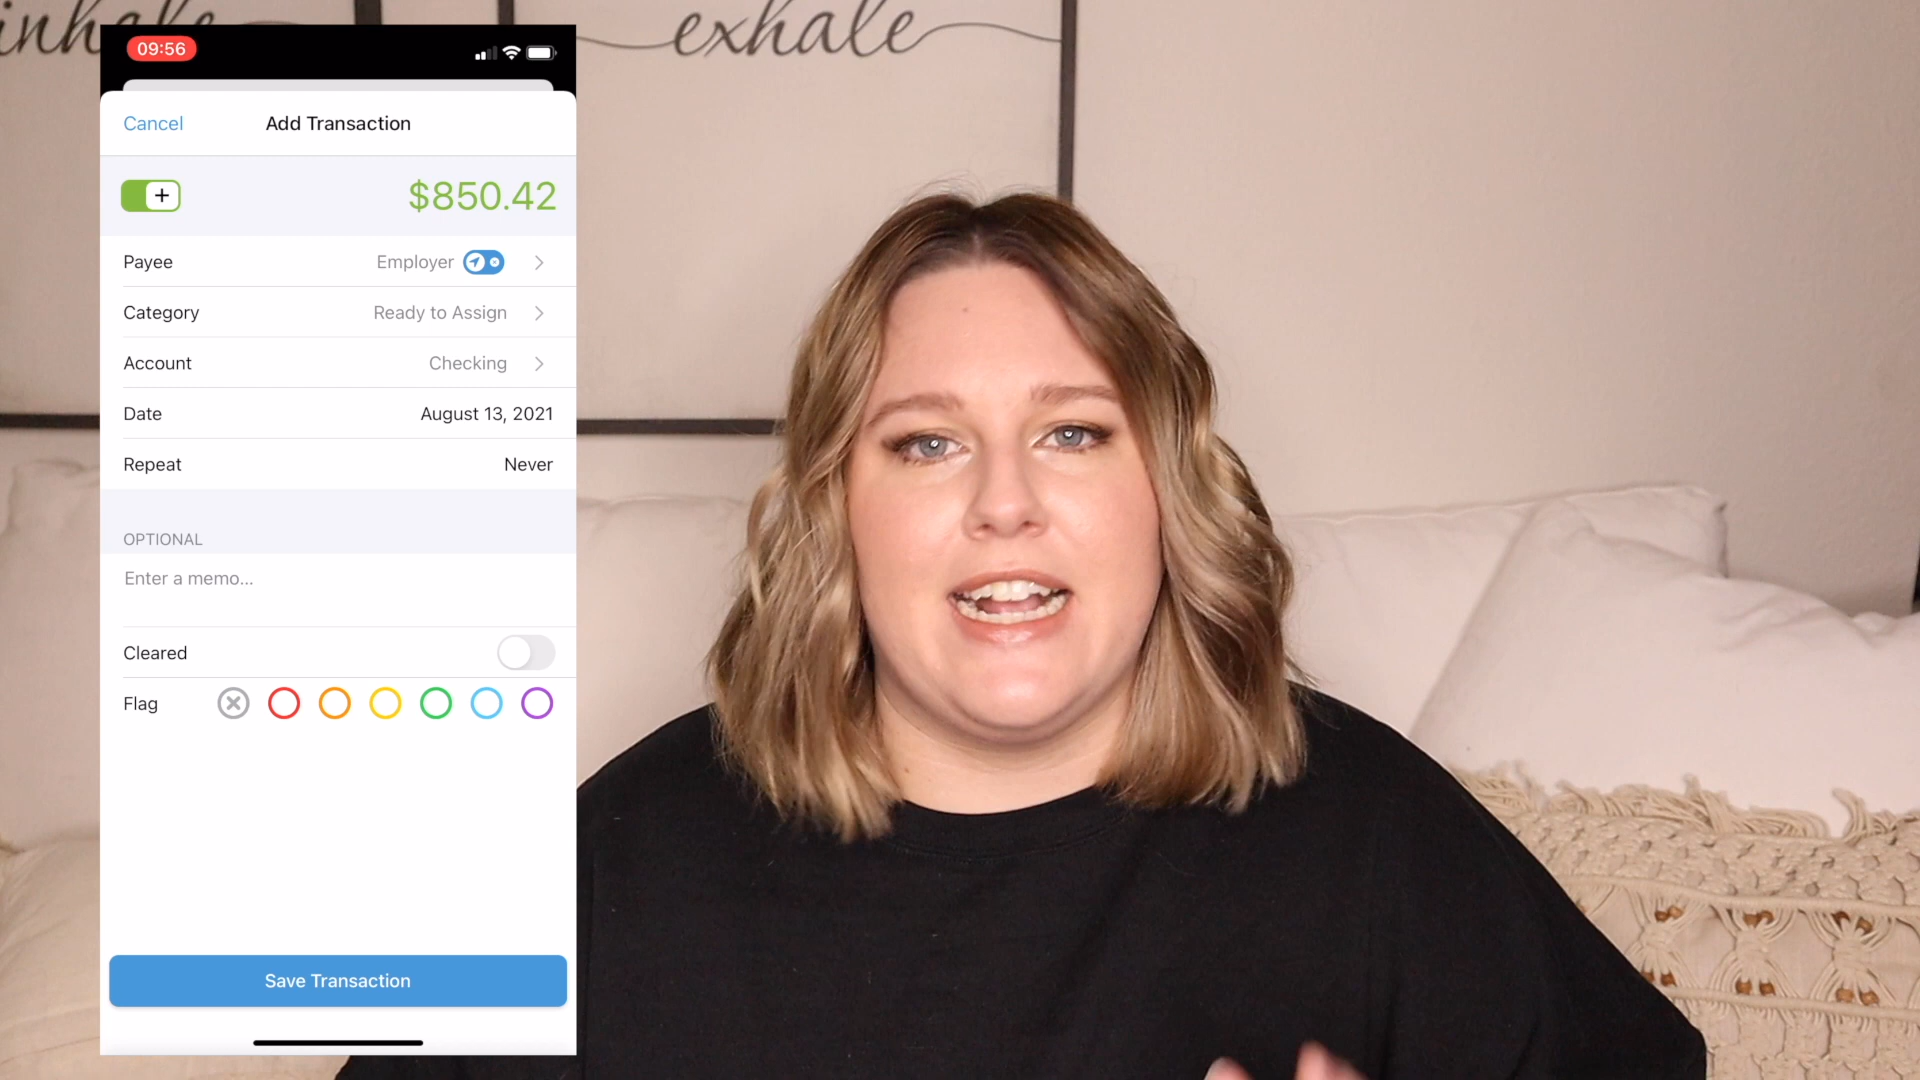 inh
exhale
09:56
Cancel
Add Transaction
+
$850.42
Payee
Employer
Category
Ready to Assign
Account
Checking
Date
August 13, 2021
Repeat
Never
OPTIONAL
Enter a memo...
Cleared
Flag
Save Transaction